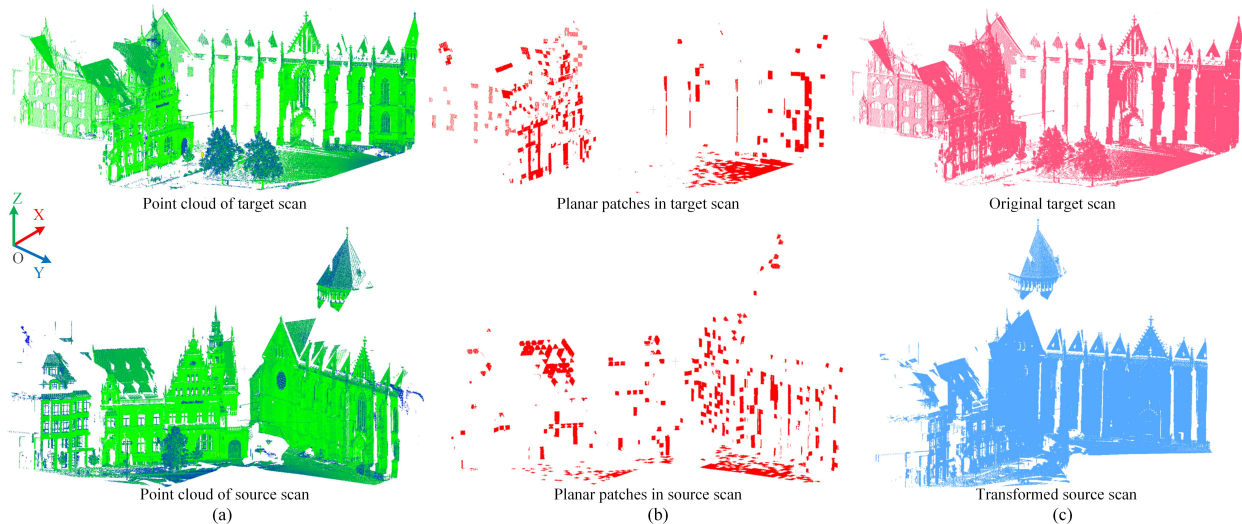 Point cloud of target scan
Planar patches in target scan
Original target scan
Z
X
O
Y
Point cloud of source scan
Planar patches in source scan
Transformed source scan
(a)
(b)
(c)